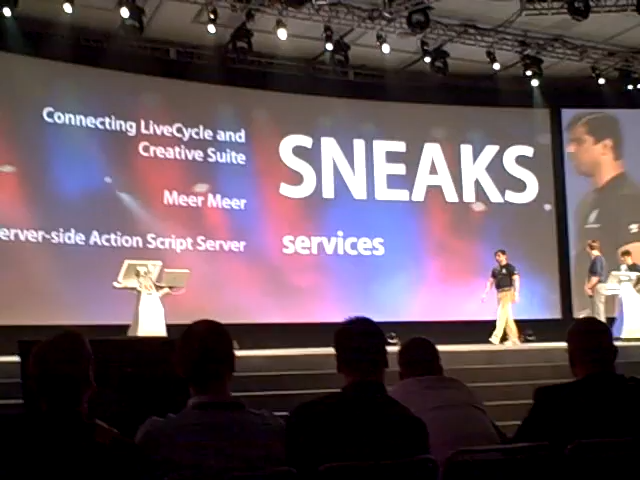 Connecting LiveCycle and
Creative Suite
Meer Meer
erver-side Action Script Server
SNEAKS
services